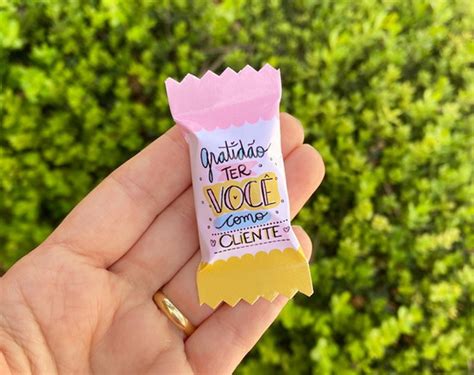 gratidão
TER
VOCÊ
como
CLiENTE